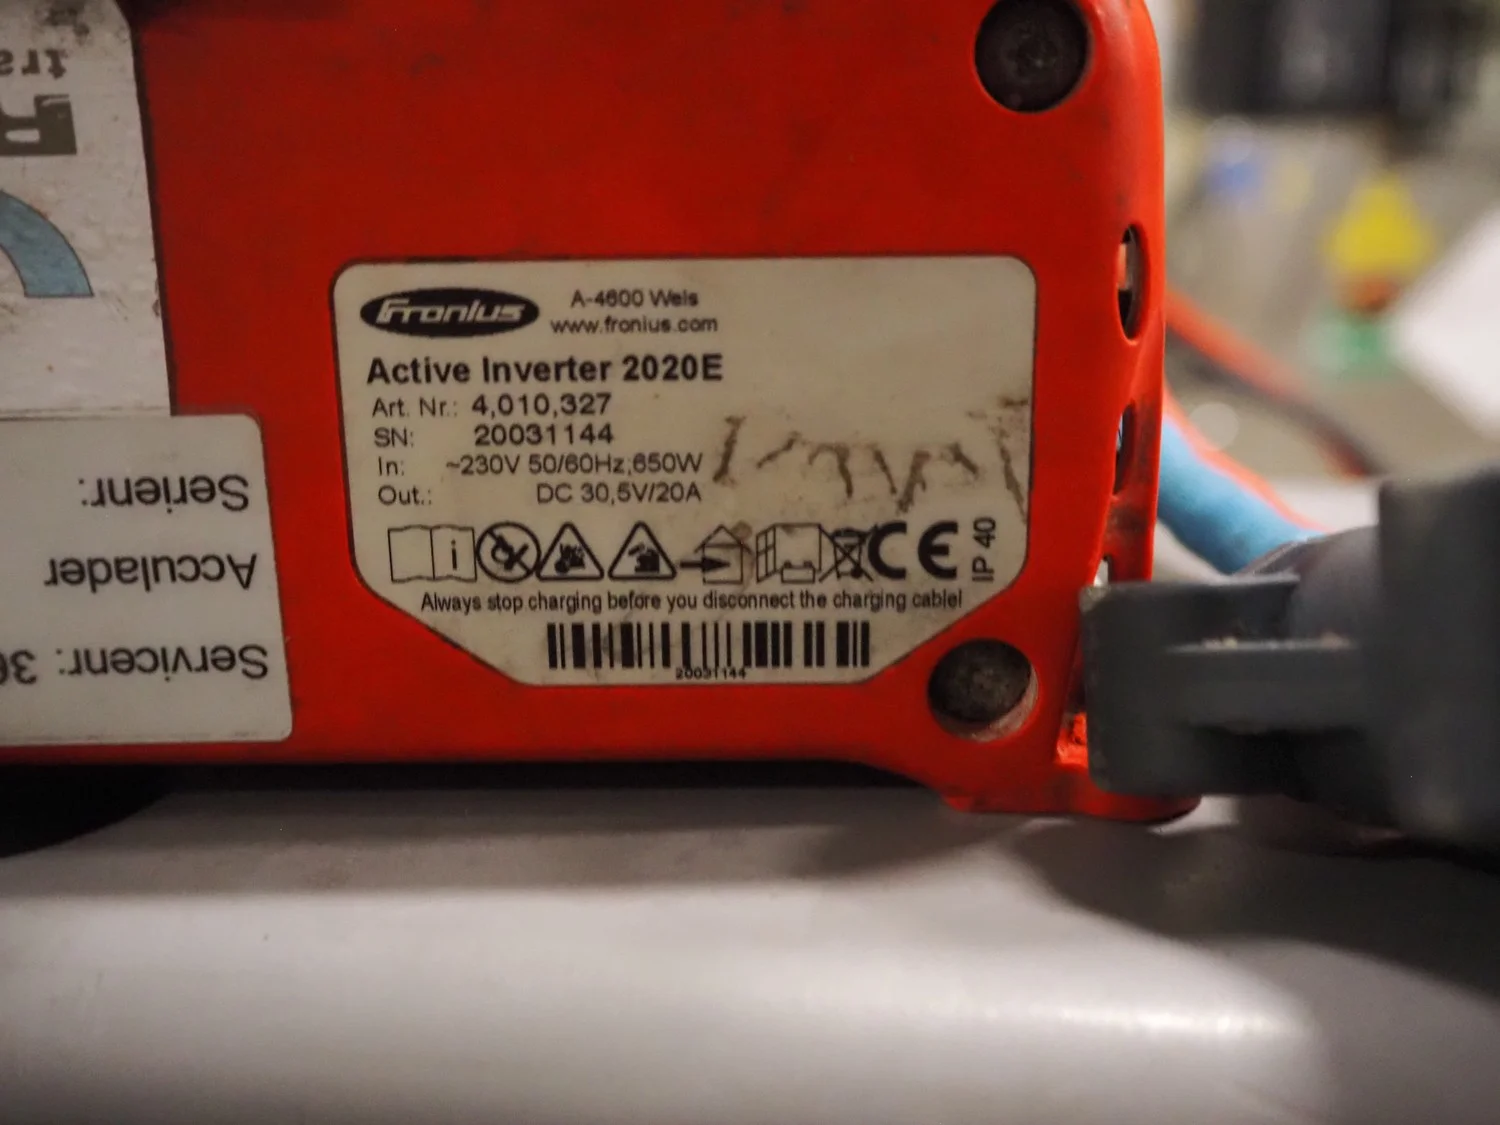 Fronius
A-4600 Wels
www.fronius.com
Active Inverter 2020E
Art. Nr.: 4,010,327
SN: 20031144
In: ~230V 50/60Hz,650W
Out.: DC 30,5V/20A
i
CE
IP 40
Always stop charging before you disconnect the charging cable!
20031144
Servicenr.: 36
Acculader
Serienr: